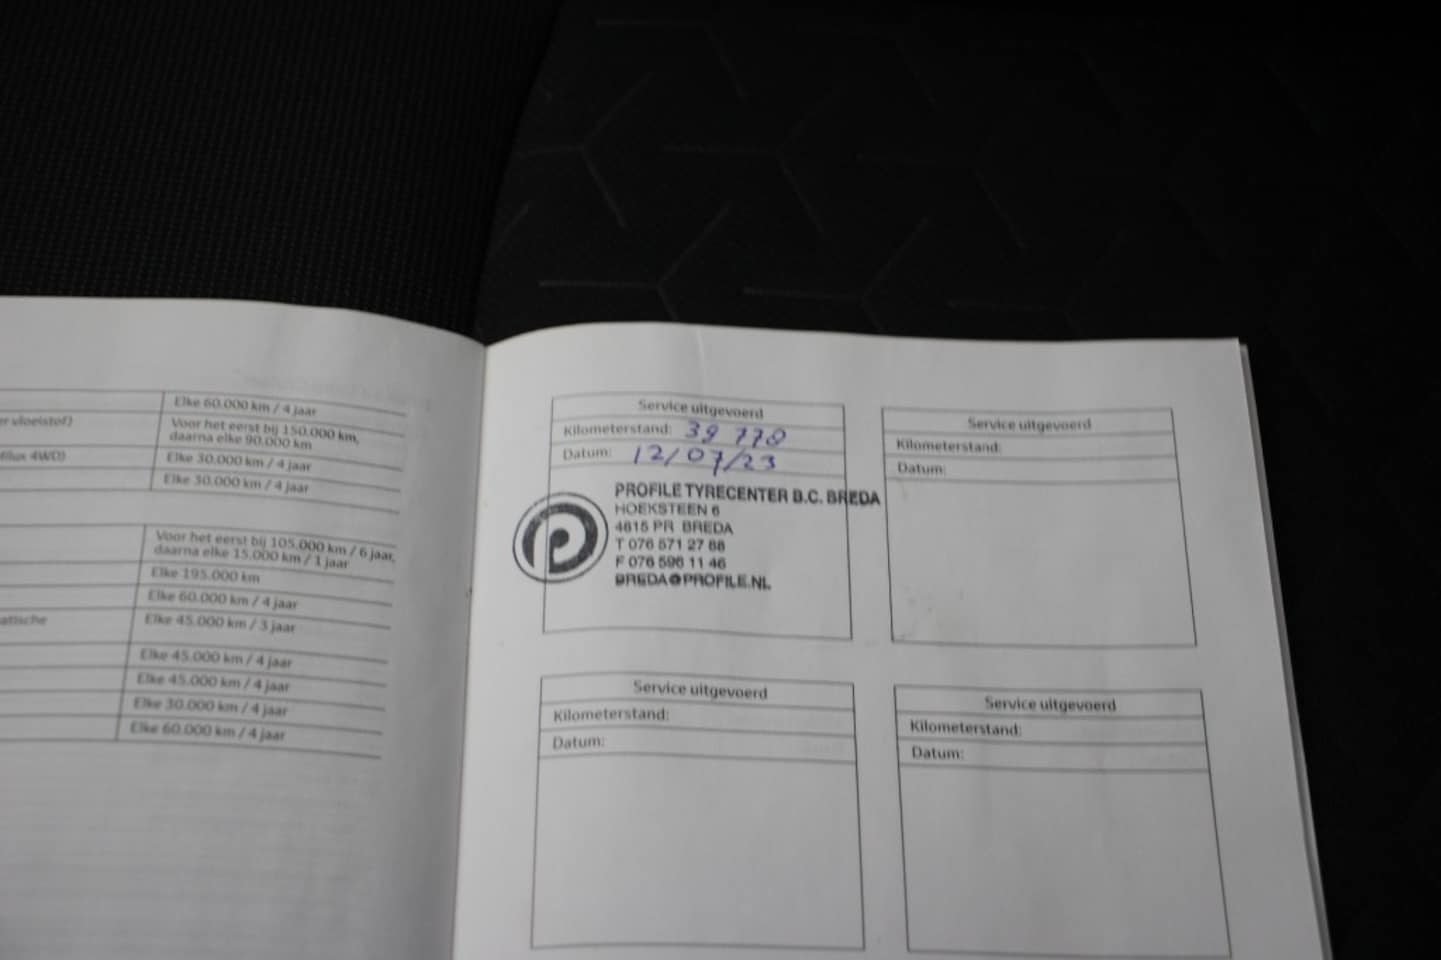 Elke 60.000 km / 4 jaar
er vloeistof)
Voor het eerst bij 150.000 km,
daarna elke 90.000 km
Hilux 4WD)
Elke 30.000 km / 4 jaar
Elke 30.000 km / 4 jaar
Voor het eerst bij 105.000 km / 6 jaar,
daarna elke 15.000 km / 1 jaar
Elke 195.000 km
Elke 60.000 km / 4 jaar
atische
Elke 45.000 km / 3 jaar
Elke 45.000 km / 4 jaar
Elke 45.000 km / 4 jaar
Elke 30.000 km / 4 jaar
Elke 60.000 km / 4 jaar
Service uitgevoerd
Kilometerstand: 39 778
Datum: 12/07/23
PROFILE TYRECENTER B.C. BREDA
HOEKSTEEN 6
4815 PR BREDA
T 076 571 27 88
F 076 596 11 46
BREDA@PROFILE.NL
Service uitgevoerd
Kilometerstand:
Datum:
Service uitgevoerd
Kilometerstand:
Datum:
Service uitgevoerd
Kilometerstand:
Datum: